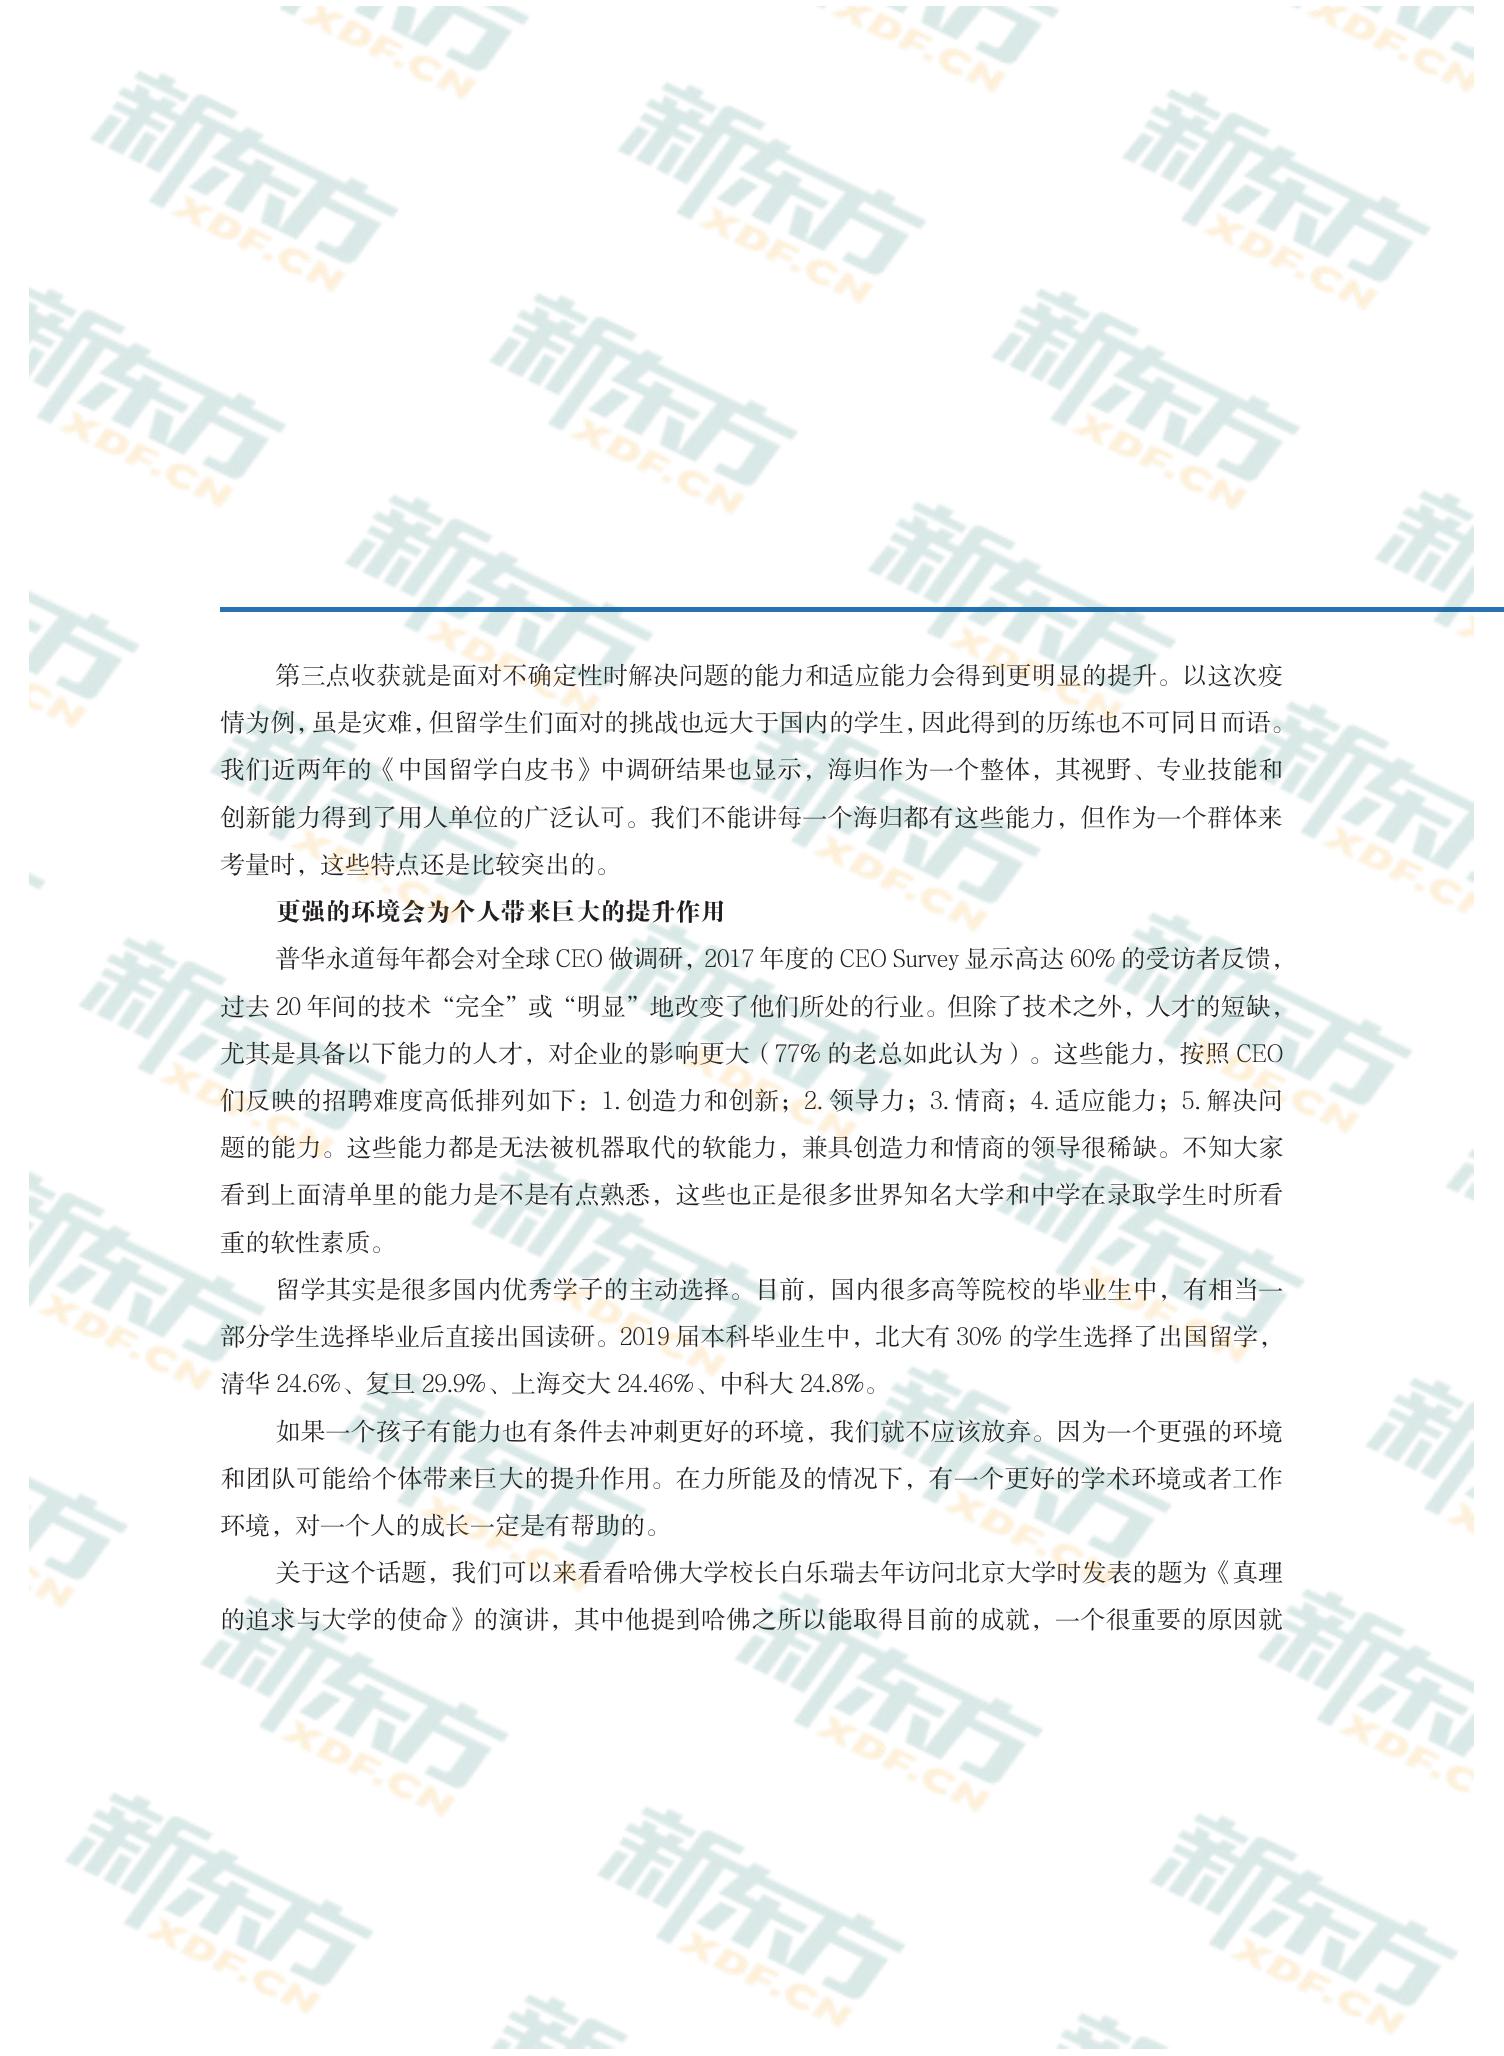 第三点收获就是面对不确定性时解决问题的能力和适应能力会得到更明显的提升。以这次疫
情为例，虽是灾难，但留学生们面对的挑战也远大于国内的学生，因此得到的历练也不可同日而语。
我们近两年的《中国留学白皮书》中调研结果也显示，海归作为一个整体，其视野、专业技能和
创新能力得到了用人单位的广泛认可。我们不能讲每一个海归都有这些能力，但作为一个群体来
考量时，这些特点还是比较突出的。
更强的环境会为个人带来巨大的提升作用
普华永道每年都会对全球 CEO 做调研，2017 年度的 CEO Survey 显示高达 60% 的受访者反馈，
过去 20 年间的技术“完全”或“明显”地改变了他们所处的行业。但除了技术之外，人才的短缺，
尤其是具备以下能力的人才，对企业的影响更大（77% 的老总如此认为）。这些能力，按照 CEO
们反映的招聘难度高低排列如下：1. 创造力和创新；2. 领导力；3. 情商；4. 适应能力；5. 解决问
题的能力。这些能力都是无法被机器取代的软能力，兼具创造力和情商的领导很稀缺。不知大家
看到上面清单里的能力是不是有点熟悉，这些也正是很多世界知名大学和中学在录取学生时所看
重的软性素质。
留学其实是很多国内优秀学子的主动选择。目前，国内很多高等院校的毕业生中，有相当一
部分学生选择毕业后直接出国读研。2019 届本科毕业生中，北大有 30% 的学生选择了出国留学，
清华 24.6%、复旦 29.9%、上海交大 24.46%、中科大 24.8%。
如果一个孩子有能力也有条件去冲刺更好的环境，我们就不应该放弃。因为一个更强的环境
和团队可能给个体带来巨大的提升作用。在力所能及的情况下，有一个更好的学术环境或者工作
环境，对一个人的成长一定是有帮助的。
关于这个话题，我们可以来看看哈佛大学校长白乐瑞去年访问北京大学时发表的题为《真理
的追求与大学的使命》的演讲，其中他提到哈佛之所以能取得目前的成就，一个很重要的原因就
新东方
XDF.CN